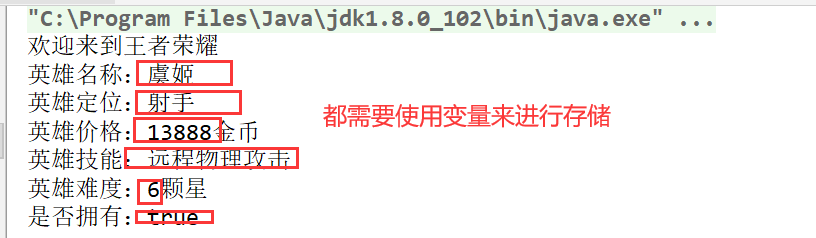 "C:\Program Files\Java\jdk1.8.0_102\bin\java.exe" ...
欢迎来到王者荣耀
英雄名称：虞姬
英雄定位：射手
都需要使用变量来进行存储
英雄价格：13888金币
英雄技能：远程物理攻击
英雄难度：6颗星
是否拥有：true